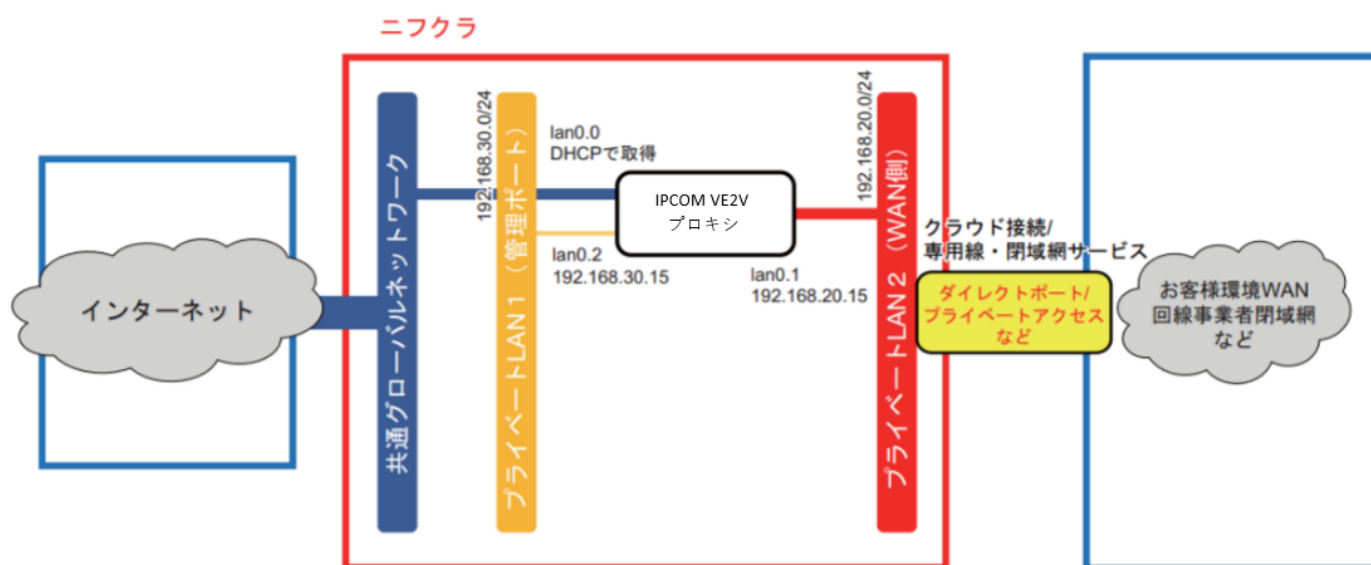 ニフクラ
インターネット
共通グローバルネットワーク
192.168.30.0/24
プライベートLAN1(管理ポート)
lan0.0
DHCPで取得
lan0.2
192.168.30.15
IPCOM VE2V
プロキシ
lan0.1
192.168.20.15
192.168.20.0/24
プライベートLAN2(WAN側)
クラウド接続/
専用線・閉域網サービス
ダイレクトポート/
プライベートアクセス
など
お客様環境WAN
回線事業者閉域網
など